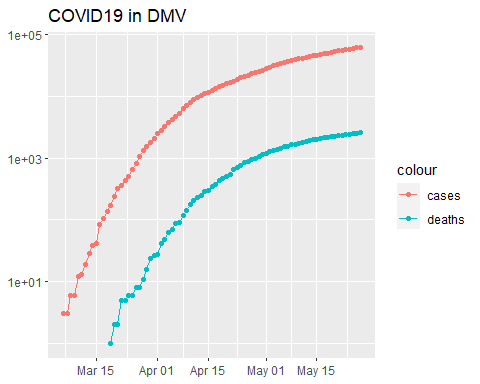 COVID19 in DMV
1e+05
1e+03
1e+01
Mar 15 Apr 01 Apr 15 May 01 May 15
colour
cases
deaths